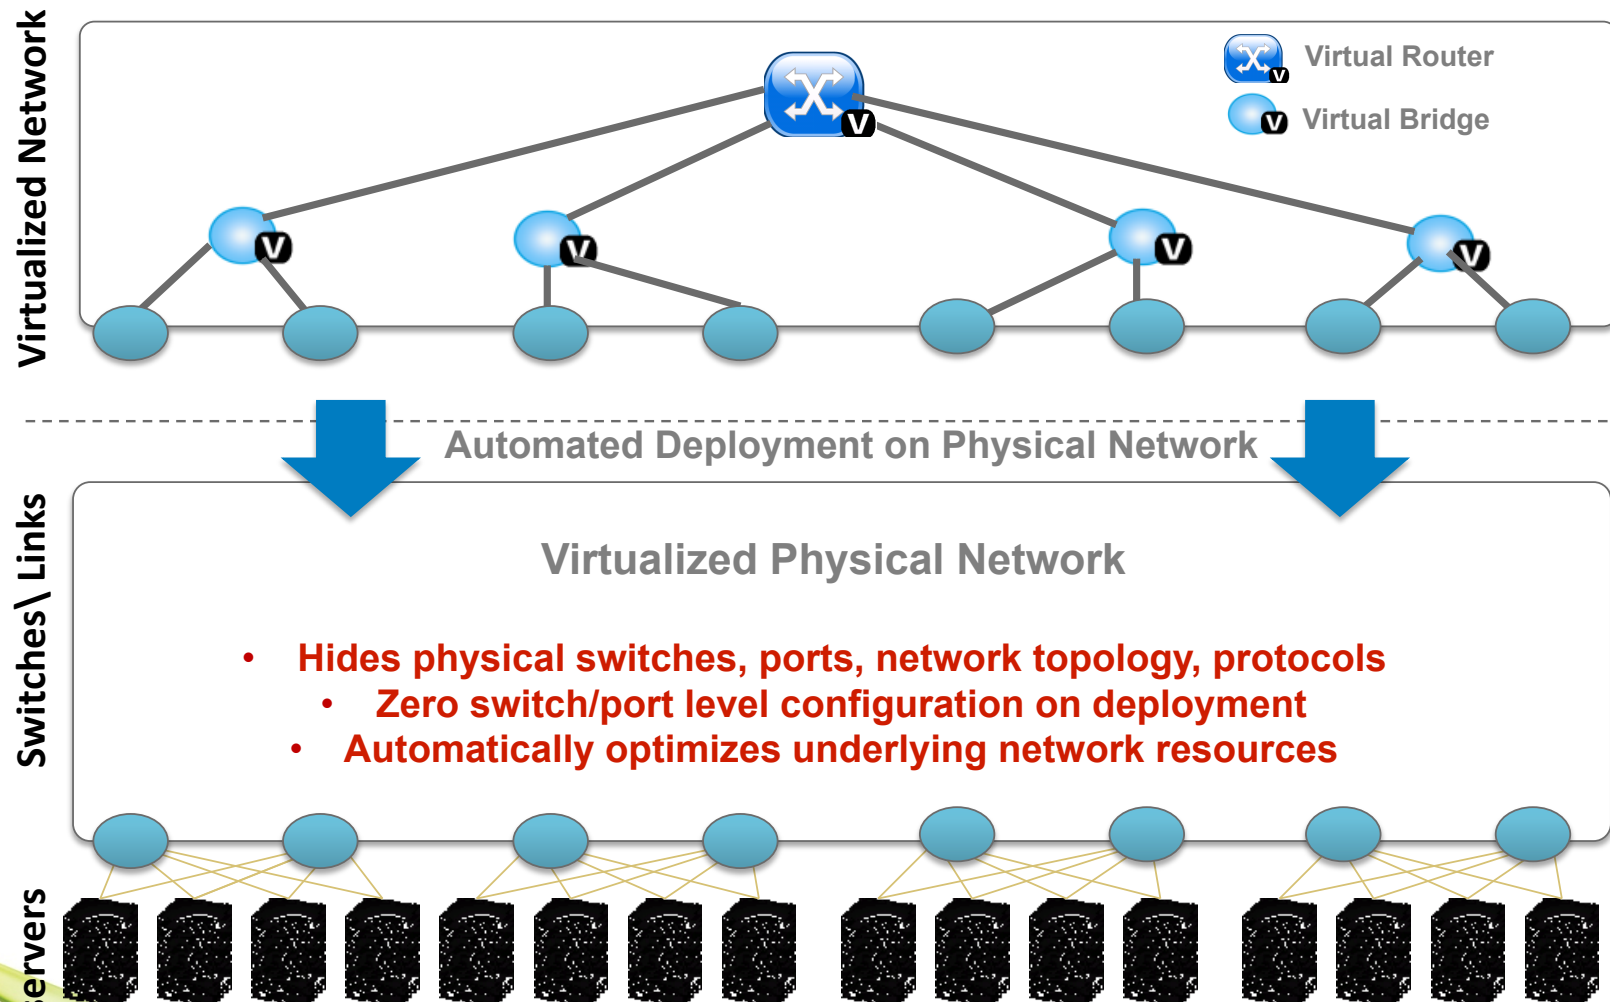 Virtualized Network
Virtual Router
Virtual Bridge
V
V
V
V
V
V
V
Automated Deployment on Physical Network
Switches\ Links
Virtualized Physical Network
• Hides physical switches, ports, network topology, protocols
• Zero switch/port level configuration on deployment
• Automatically optimizes underlying network resources
servers